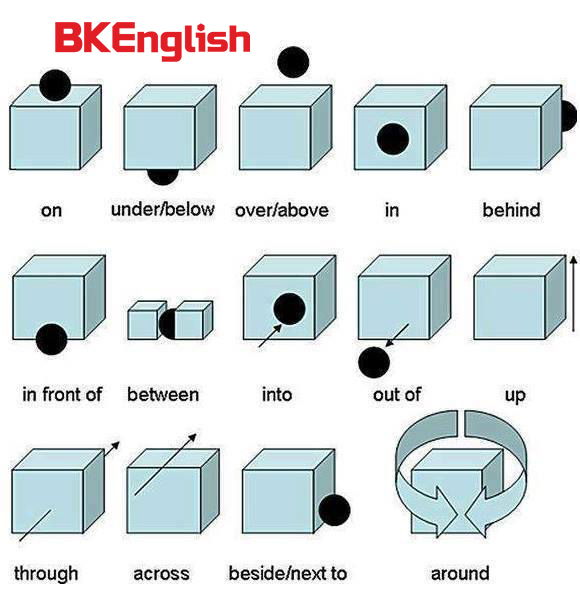 BKEnglish
on under/below over/above in behind
in front of between into out of up
through across beside/next to around